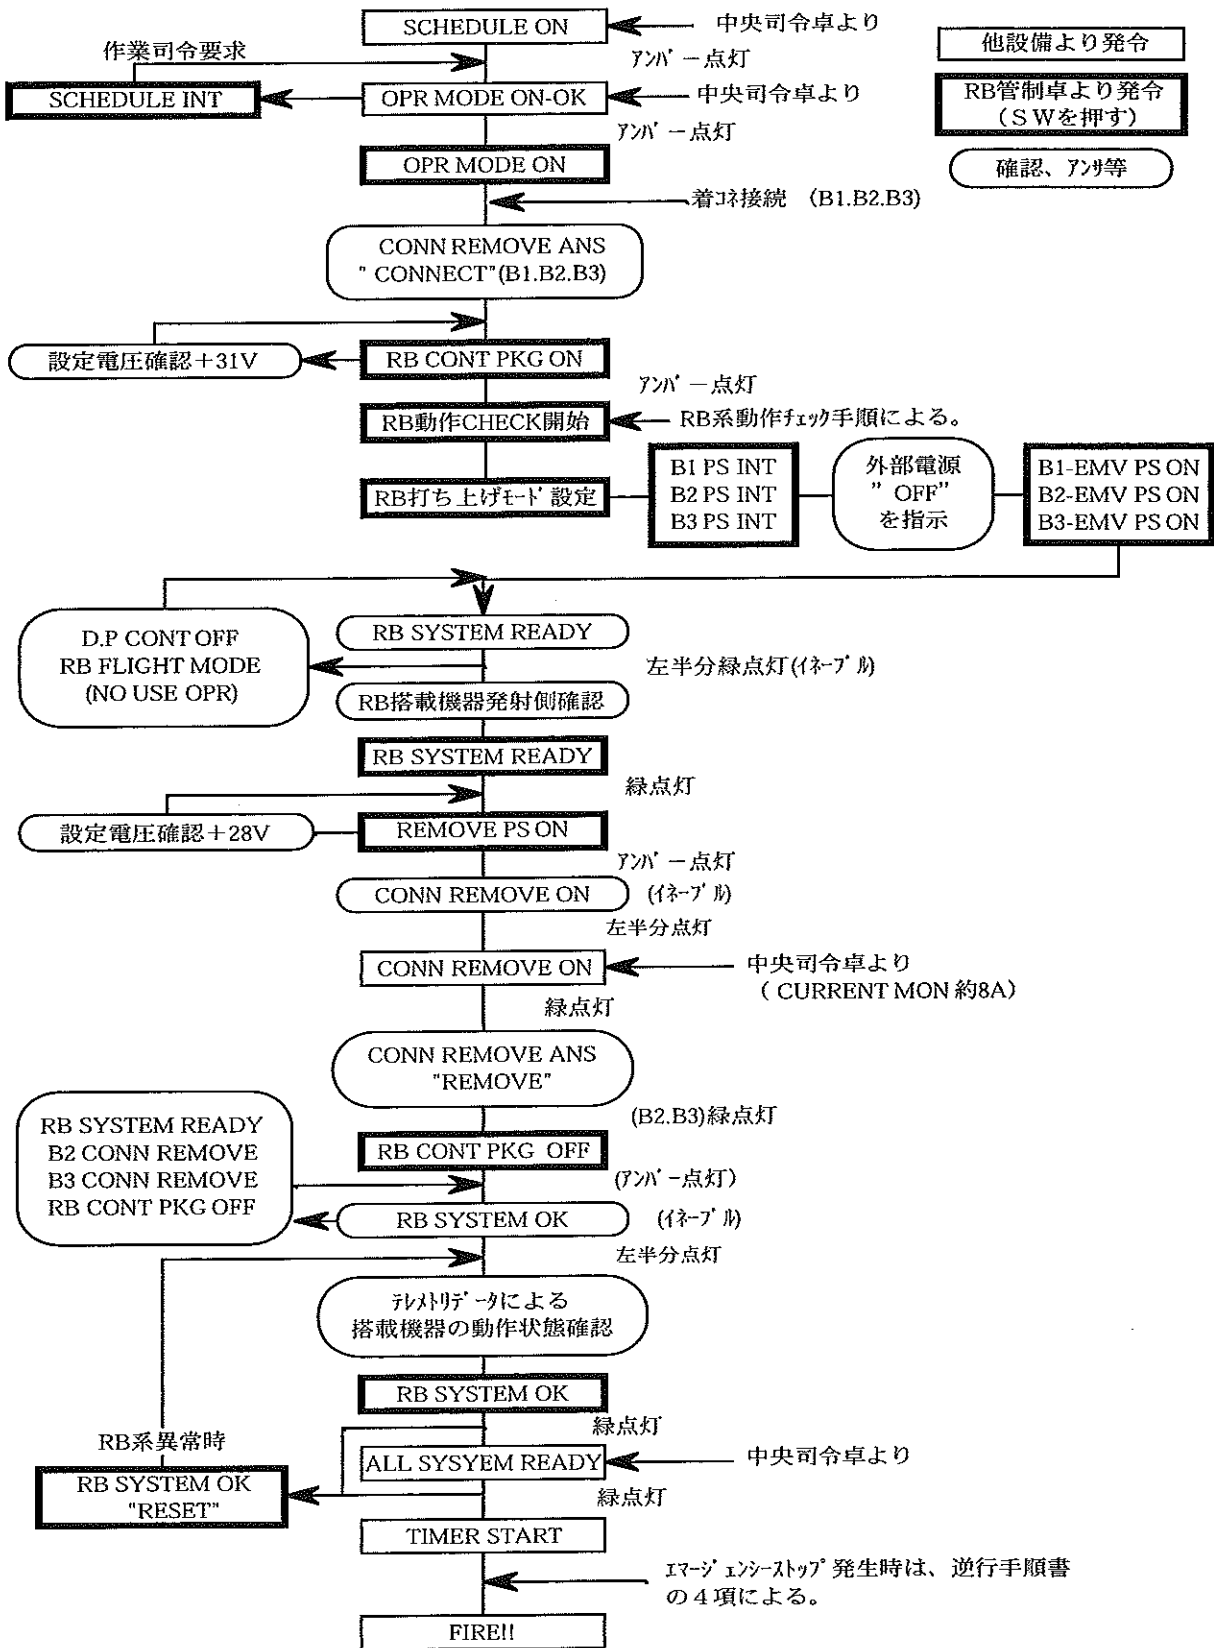 SCHEDULE ON
中央司令卓より
他設備より発令
作業司令要求
アンバー点灯
SCHEDULE INT
OPR MODE ON-OK
中央司令卓より
RB管制卓より発令
(SWを押す)
アンバー点灯
OPR MODE ON
確認、アンサ等
着コネ接続 (B1.B2.B3)
CONN REMOVE ANS
" CONNECT"(B1.B2.B3)
設定電圧確認+31V
RB CONT PKG ON
アンバー点灯
RB動作CHECK開始
RB系動作チェック手順による。
RB打ち上げモード設定
B1 PS INT
B2 PS INT
B3 PS INT
外部電源
" OFF"
を指示
B1-EMV PS ON
B2-EMV PS ON
B3-EMV PS ON
D.P CONT OFF
RB FLIGHT MODE
(NO USE OPR)
RB SYSTEM READY
左半分緑点灯(イネーブル)
RB搭載機器発射側確認
RB SYSTEM READY
緑点灯
設定電圧確認+28V
REMOVE PS ON
アンバー点灯
CONN REMOVE ON
(イネーブル)
左半分点灯
CONN REMOVE ON
中央司令卓より
( CURRENT MON 約8A)
緑点灯
CONN REMOVE ANS
"REMOVE"
(B2.B3)緑点灯
RB SYSTEM READY
B2 CONN REMOVE
B3 CONN REMOVE
RB CONT PKG OFF
RB CONT PKG OFF
(アンバー点灯)
RB SYSTEM OK
(イネーブル)
左半分点灯
テレメトリデータによる
搭載機器の動作状態確認
RB SYSTEM OK
緑点灯
RB系異常時
ALL SYSYEM READY
中央司令卓より
RB SYSTEM OK
"RESET"
緑点灯
TIMER START
エマージェンシーストップ発生時は、逆行手順書
の4項による。
FIRE!!